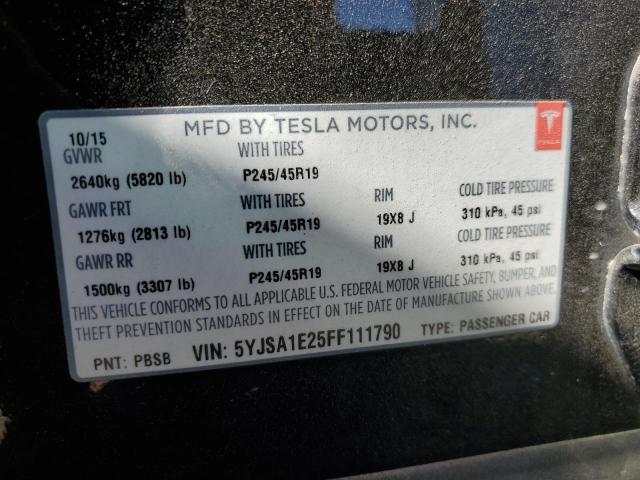 10/15 MFD BY TESLA MOTORS, INC.
GVWR WITH TIRES
2640kg (5820 lb) P245/45R19
GAWR FRT WITH TIRES RIM COLD TIRE PRESSURE
1276kg (2813 lb) P245/45R19 19X8 J 310 kPa, 45 psi
GAWR RR WITH TIRES RIM COLD TIRE PRESSURE
1500kg (3307 lb) P245/45R19 19X8 J 310 kPa, 45 psi
THIS VEHICLE CONFORMS TO ALL APPLICABLE U.S. FEDERAL MOTOR VEHICLE SAFETY, BUMPER, AND
THEFT PREVENTION STANDARDS IN EFFECT ON THE DATE OF MANUFACTURE SHOWN ABOVE.
PNT: PBSB VIN: 5YJSA1E25FF111790 TYPE: PASSENGER CAR